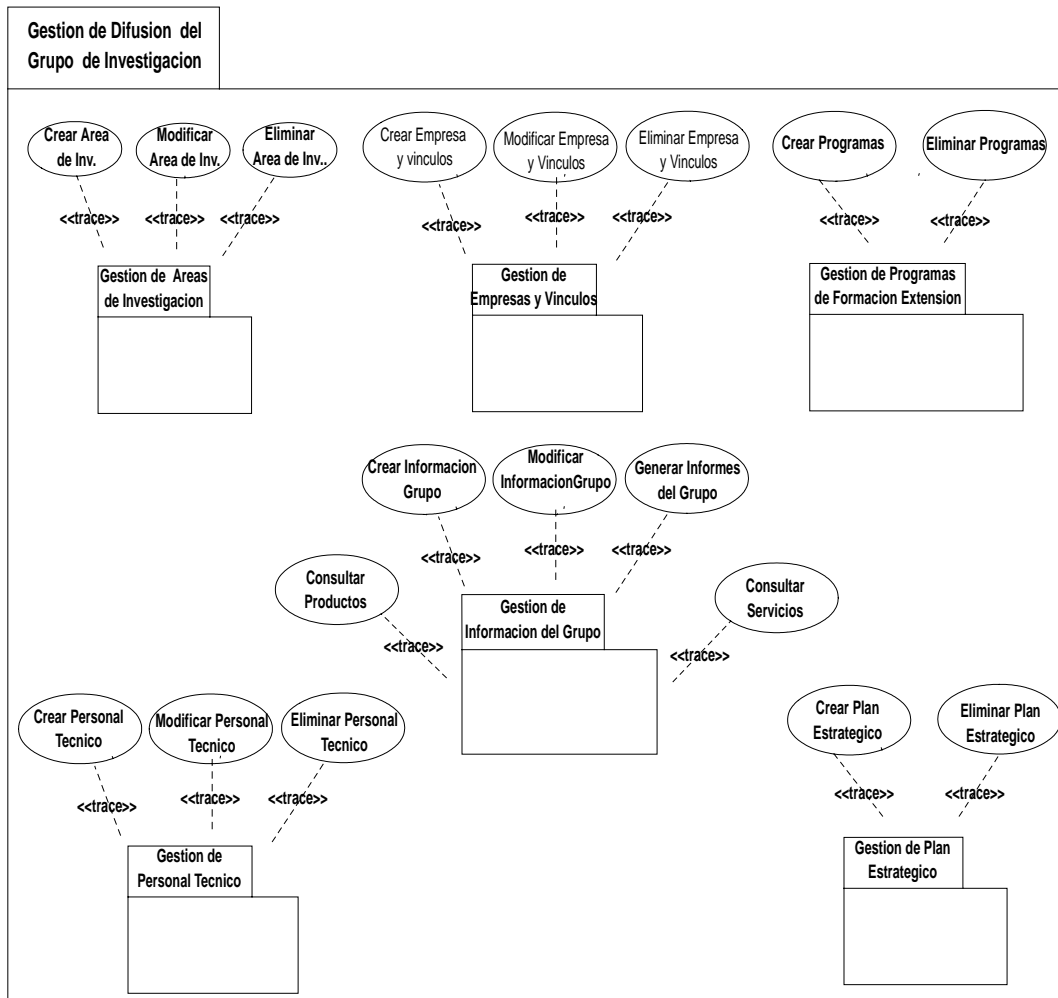 Gestion de Difusion del
Grupo de Investigacion
Crear Area
de Inv.
Modificar
Area de Inv.
Eliminar
Area de Inv..
Crear Empresa
y vinculos
Modificar Empresa
y Vinculos
Eliminar Empresa
y Vinculos
Crear Programas
Eliminar Programas
<<trace>>
<<trace>>
<<trace>>
<<trace>>
<<trace>>
<<trace>>
<<trace>>
<<trace>>
Gestion de Areas
de Investigacion
Gestion de
Empresas y Vinculos
Gestion de Programas
de Formacion Extension
Crear Informacion
Grupo
Modificar
InformacionGrupo
Generar Informes
del Grupo
<<trace>>
<<trace>>
<<trace>>
Consultar
Productos
Consultar
Servicios
<<trace>>
<<trace>>
Gestion de
Informacion del Grupo
Crear Personal
Tecnico
Modificar Personal
Tecnico
Eliminar Personal
Tecnico
Crear Plan
Estrategico
Eliminar Plan
Estrategico
<<trace>>
<<trace>>
<<trace>>
<<trace>>
<<trace>>
Gestion de
Personal Tecnico
Gestion de Plan
Estrategico